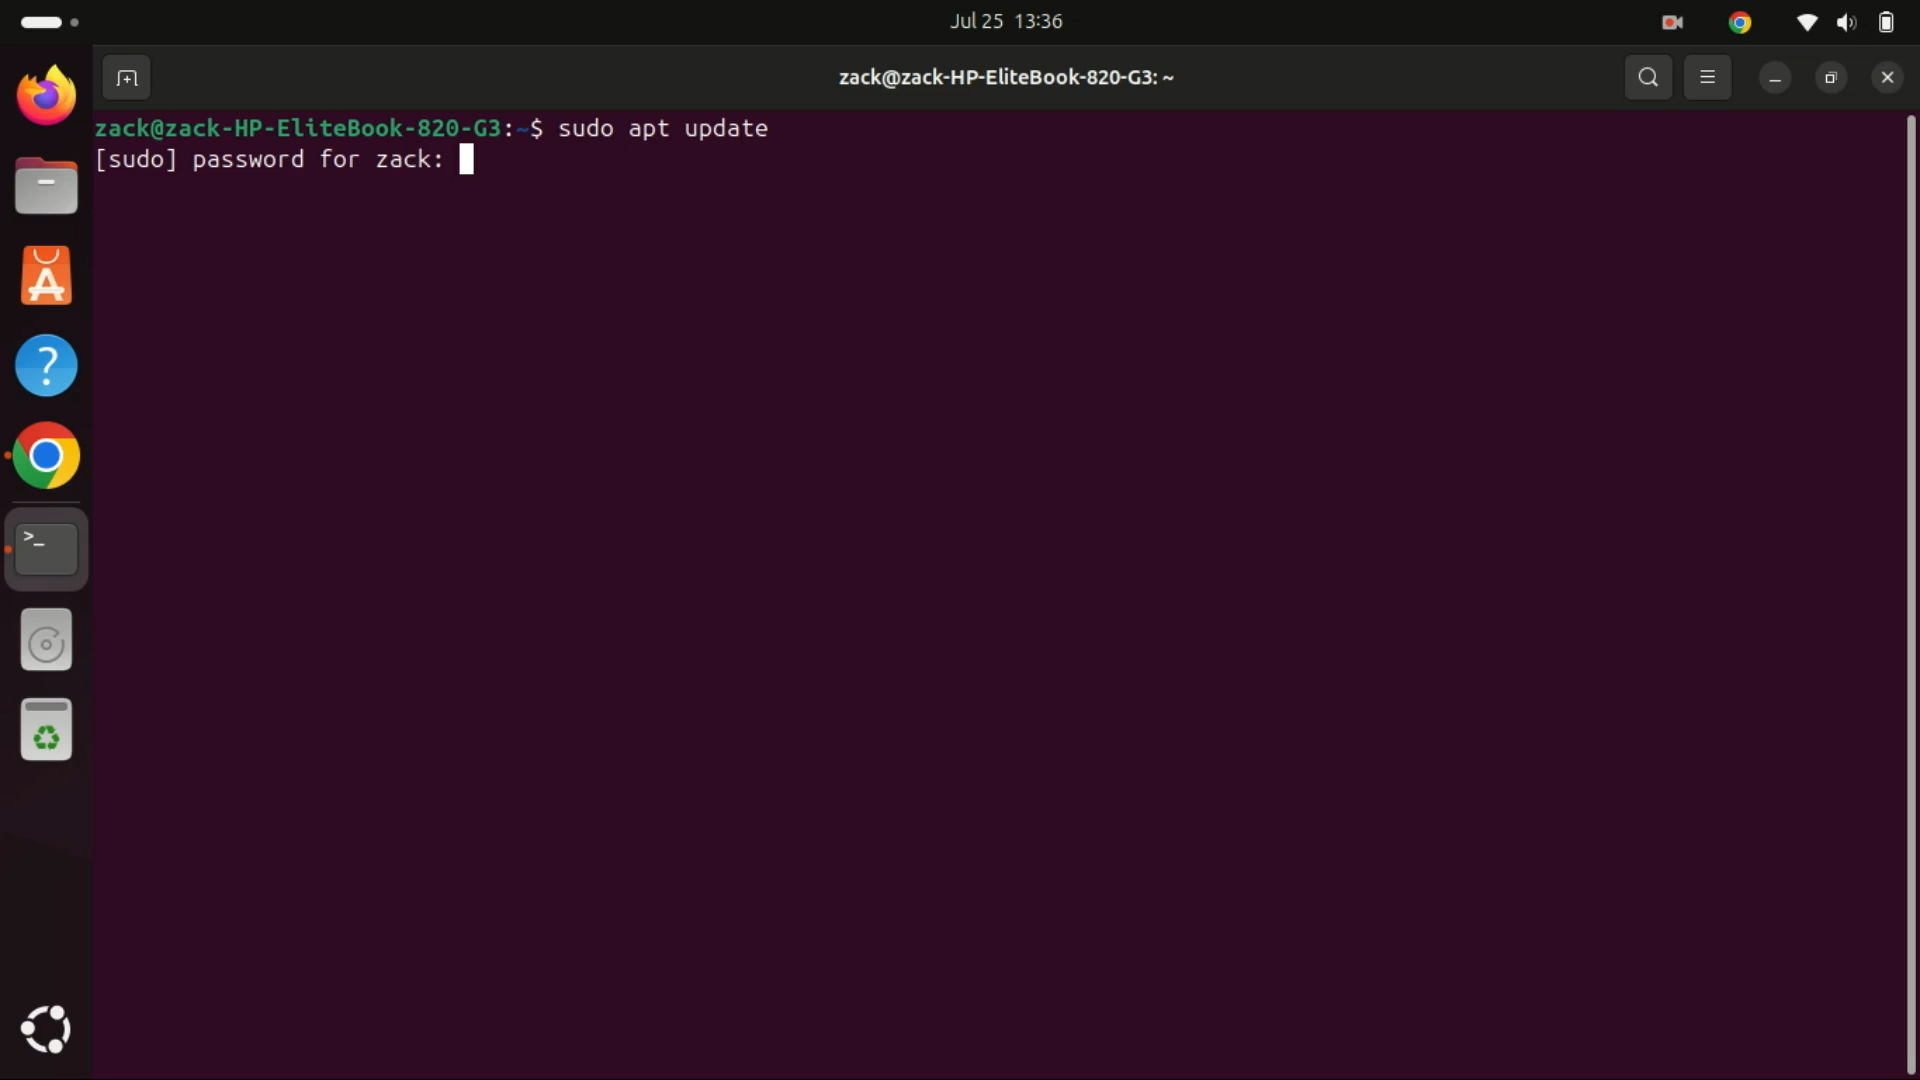 Jul 25 13:36
zack@zack-HP-EliteBook-820-G3: ~
zack@zack-HP-EliteBook-820-G3:~$ sudo apt update
[sudo] password for zack: